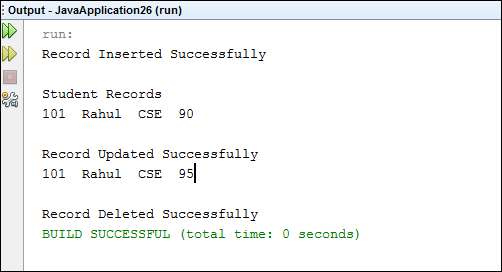 Output - JavaApplication26 (run)
run:
Record Inserted Successfully
Student Records
101 Rahul CSE 90
Record Updated Successfully
101 Rahul CSE 95
Record Deleted Successfully
BUILD SUCCESSFUL (total time: 0 seconds)